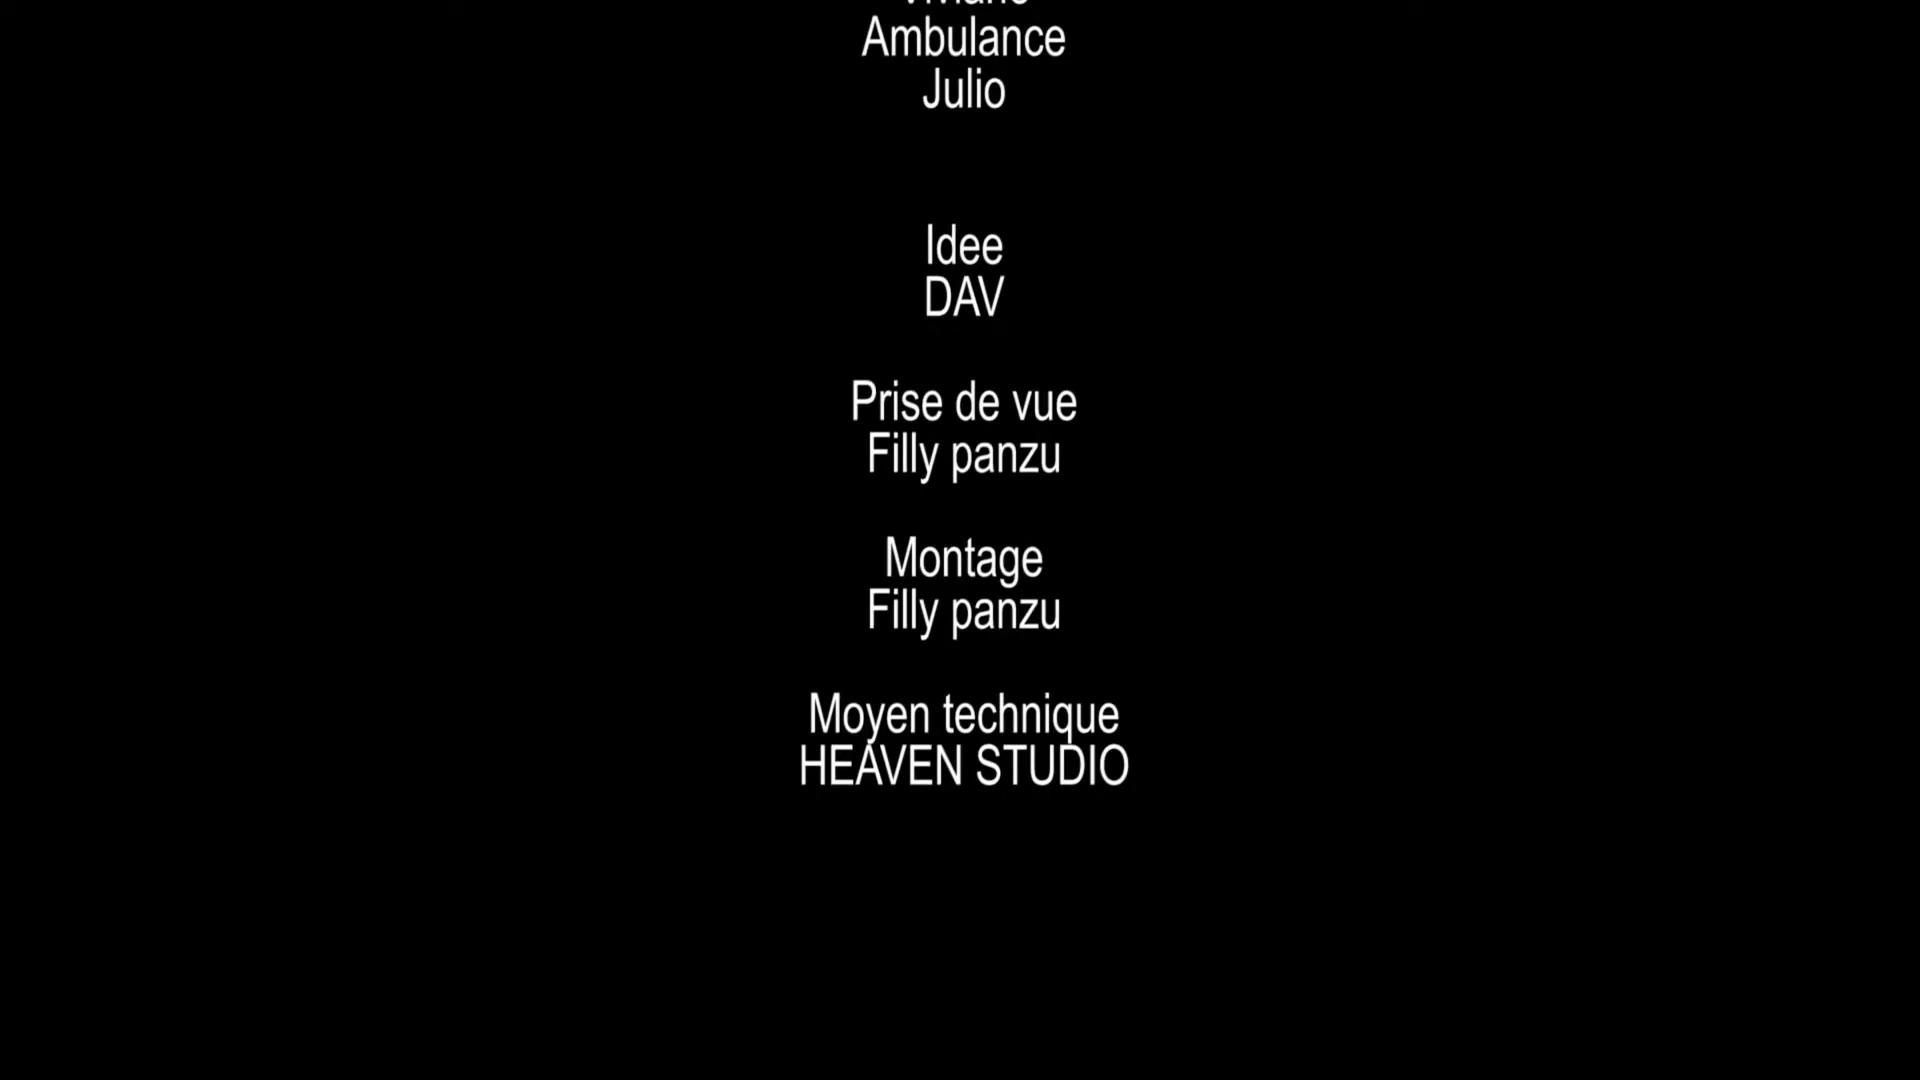 Ambulance
Julio
Idee
DAV
Prise de vue
Filly panzu
Montage
Filly panzu
Moyen technique
HEAVEN STUDIO